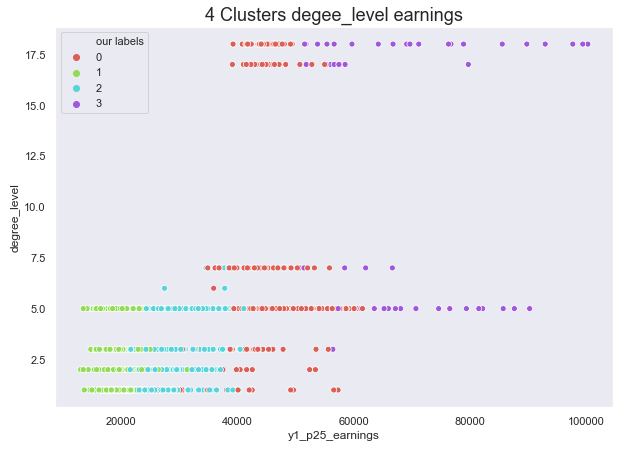 4 Clusters degee_level earnings
our labels
0
1
2
3
17.5
15.0
12.5
10.0
7.5
5.0
2.5
degree_level
20000 40000 60000 80000 100000
y1_p25_earnings